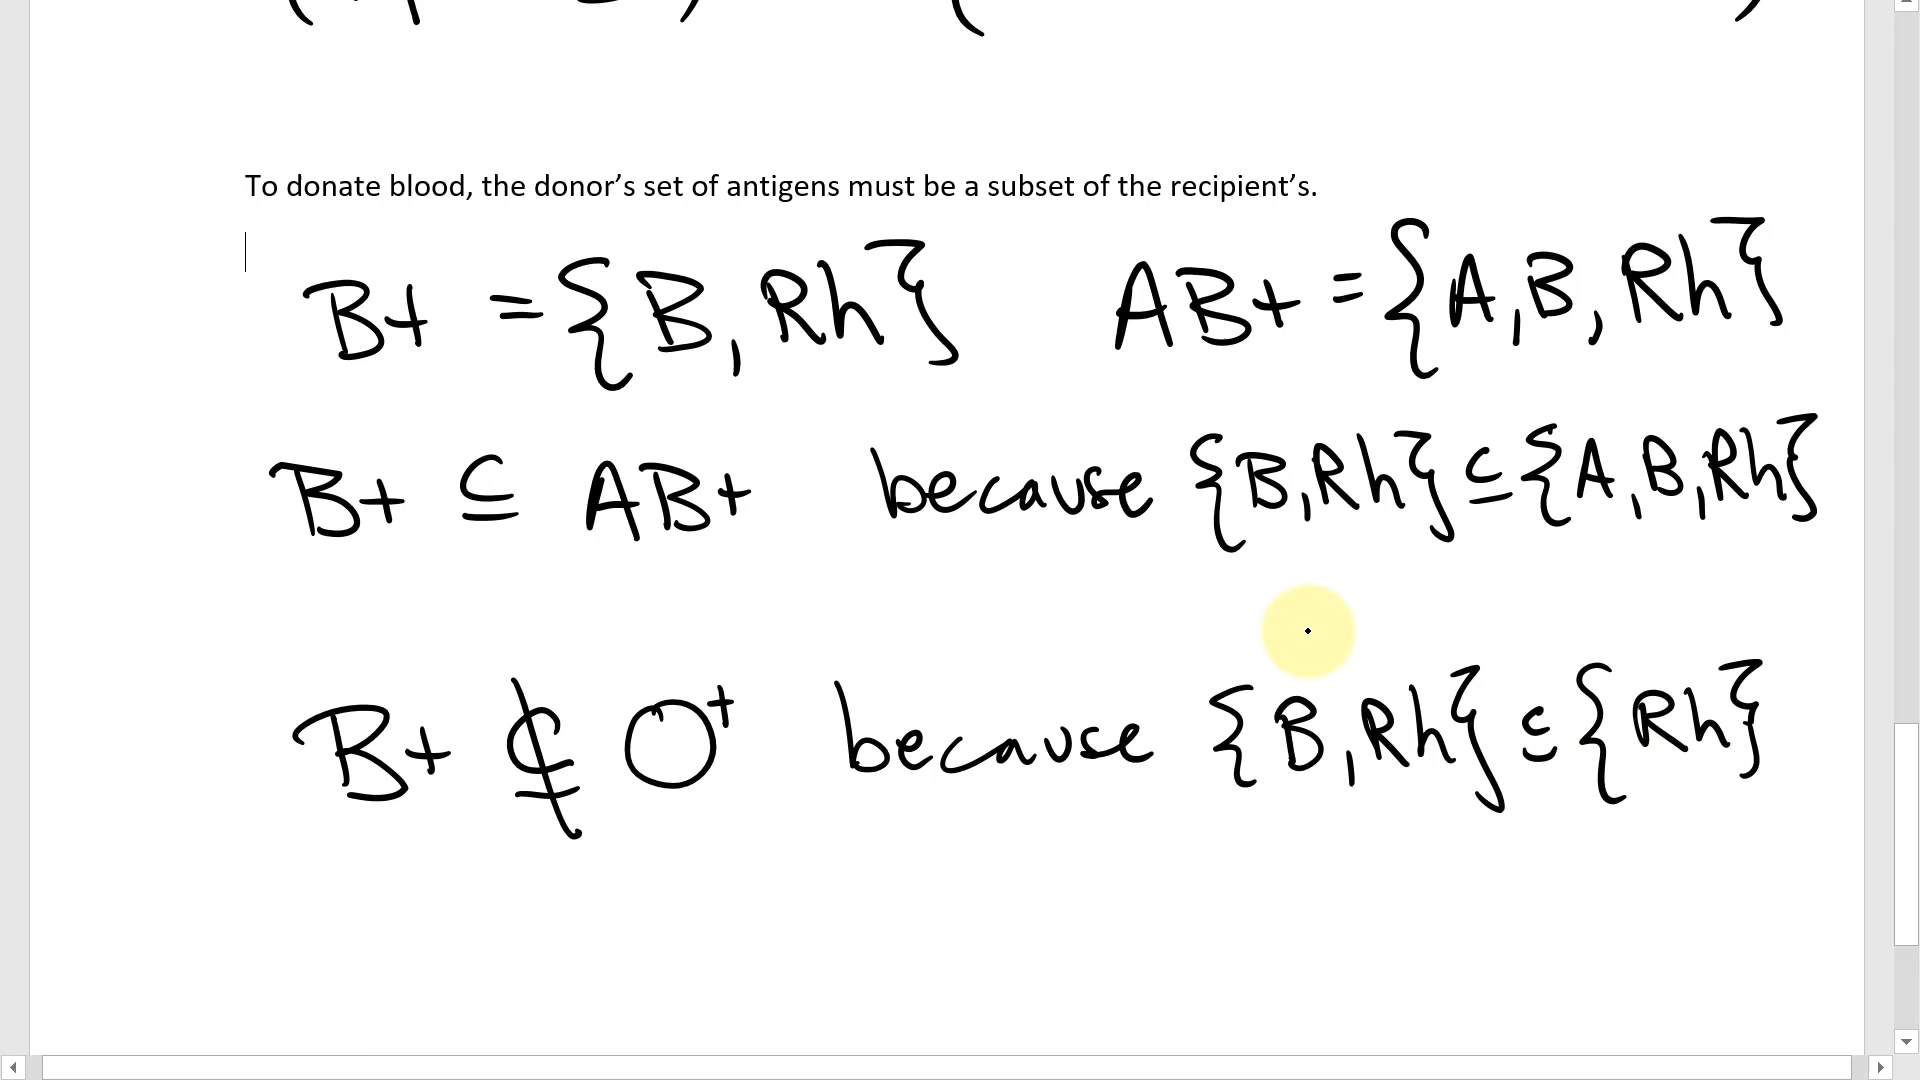 To donate blood, the donor’s set of antigens must be a subset of the recipient’s.
B+ = {B, Rh} AB+ = {A, B, Rh}
B+ ⊆ AB+ because {B, Rh} ⊆ {A, B, Rh}
B+ ⊈ O+ because {B, Rh} ⊆ {Rh}